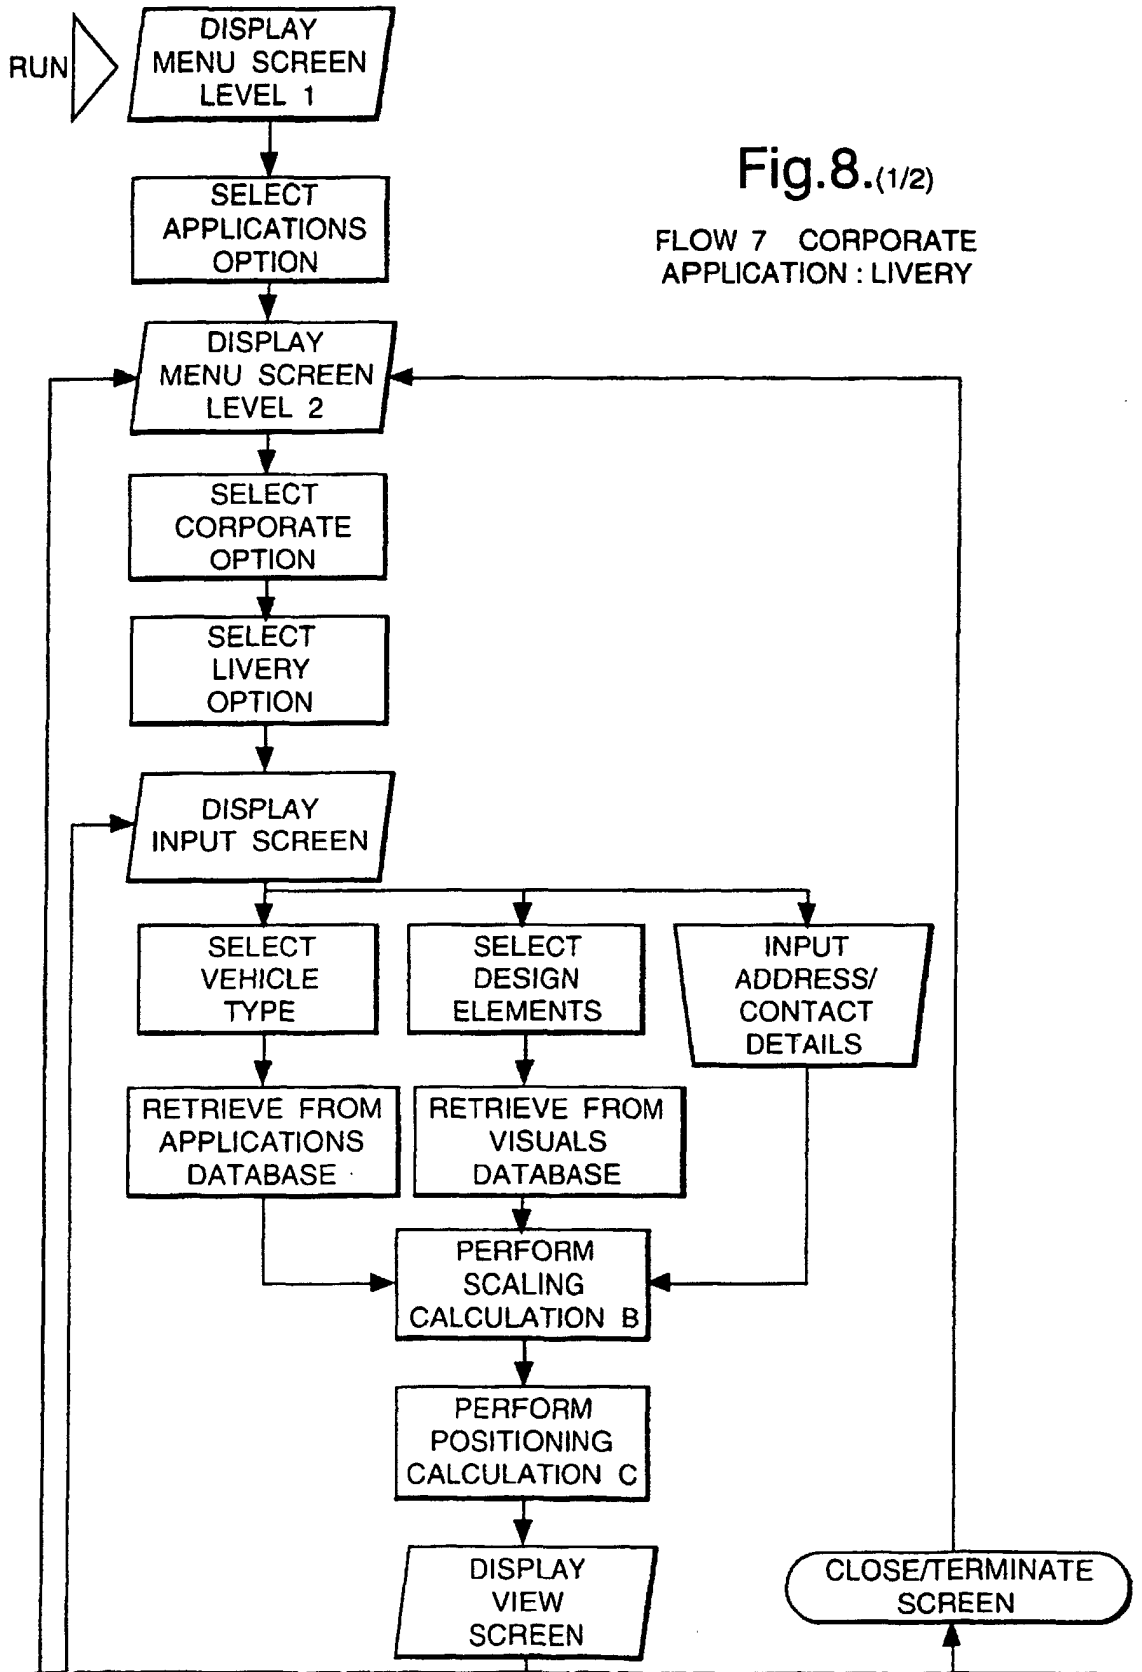 RUN
DISPLAY
MENU SCREEN
LEVEL 1
Fig.8.(1/2)
FLOW 7 CORPORATE
APPLICATION : LIVERY
SELECT
APPLICATIONS
OPTION
DISPLAY
MENU SCREEN
LEVEL 2
SELECT
CORPORATE
OPTION
SELECT
LIVERY
OPTION
DISPLAY
INPUT SCREEN
SELECT
VEHICLE
TYPE
SELECT
DESIGN
ELEMENTS
INPUT
ADDRESS/
CONTACT
DETAILS
RETRIEVE FROM
APPLICATIONS
DATABASE
RETRIEVE FROM
VISUALS
DATABASE
PERFORM
SCALING
CALCULATION B
PERFORM
POSITIONING
CALCULATION C
DISPLAY
VIEW
SCREEN
CLOSE/TERMINATE
SCREEN